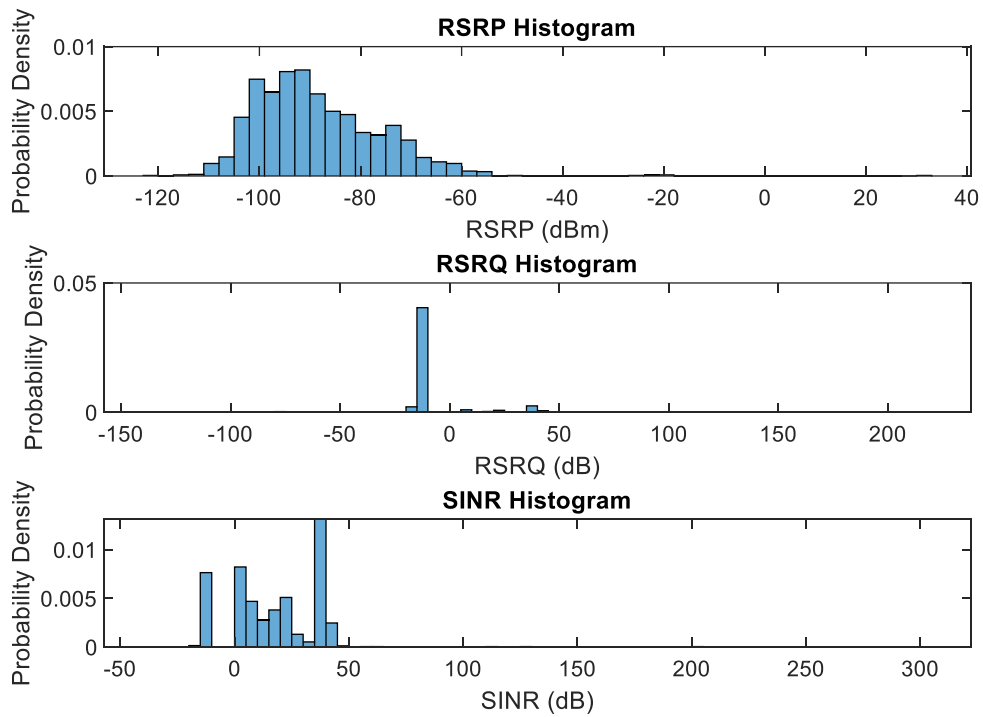 RSRP Histogram
Probability Density
0.01
0.005
0
-120 -100 -80 -60 -40 -20 0 20 40
RSRP (dBm)
RSRQ Histogram
Probability Density
0.05
0
-150 -100 -50 0 50 100 150 200
RSRQ (dB)
SINR Histogram
Probability Density
0.01
0.005
0
-50 0 50 100 150 200 250 300
SINR (dB)